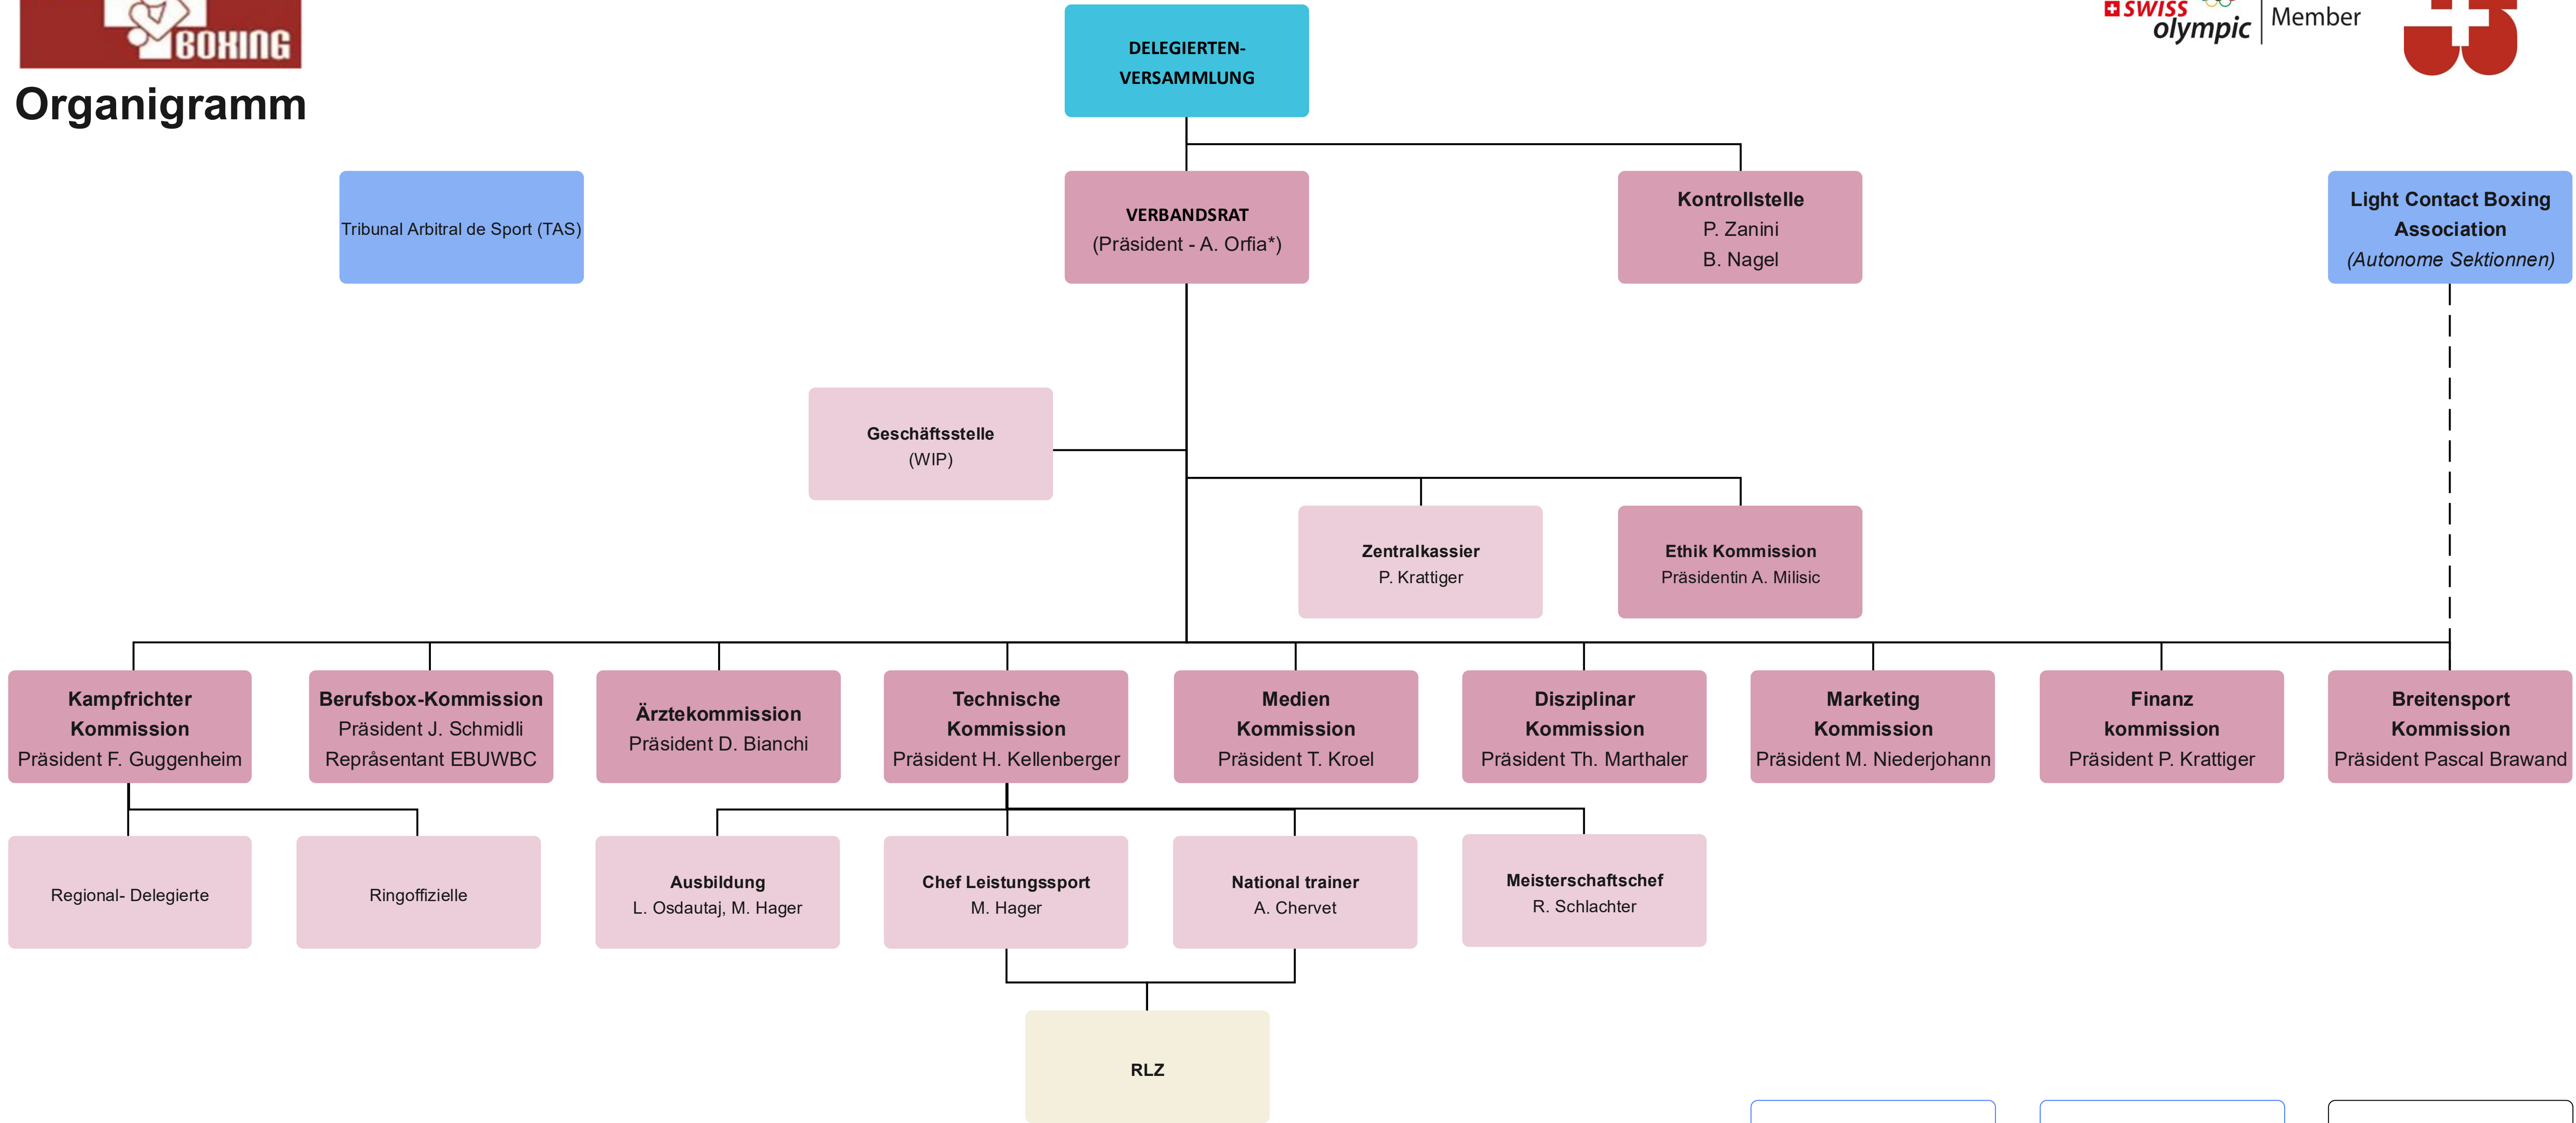 BOXING
SWISS
olympic
Member
Organigramm
DELEGIERTEN-
VERSAMMLUNG
Tribunal Arbitral de Sport (TAS)
VERBANDSRAT
(Präsident - A. Orfia*)
Kontrollstelle
P. Zanini
B. Nagel
Light Contact Boxing
Association
(Autonome Sektionnen)
Geschäftsstelle
(WIP)
Zentralkassier
P. Krattiger
Ethik Kommission
Präsidentin A. Milisic
Kampfrichter
Kommission
Präsident F. Guggenheim
Berufsbox-Kommission
Präsident J. Schmidli
Repråsentant EBUWBC
Ärztekommission
Präsident D. Bianchi
Technische
Kommission
Präsident H. Kellenberger
Medien
Kommission
Präsident T. Kroel
Disziplinar
Kommission
Präsident Th. Marthaler
Marketing
Kommission
Präsident M. Niederjohann
Finanz
kommission
Präsident P. Krattiger
Breitensport
Kommission
Präsident Pascal Brawand
Regional- Delegierte
Ringoffizielle
Ausbildung
L. Osdautaj, M. Hager
Chef Leistungssport
M. Hager
National trainer
A. Chervet
Meisterschaftschef
R. Schlachter
RLZ